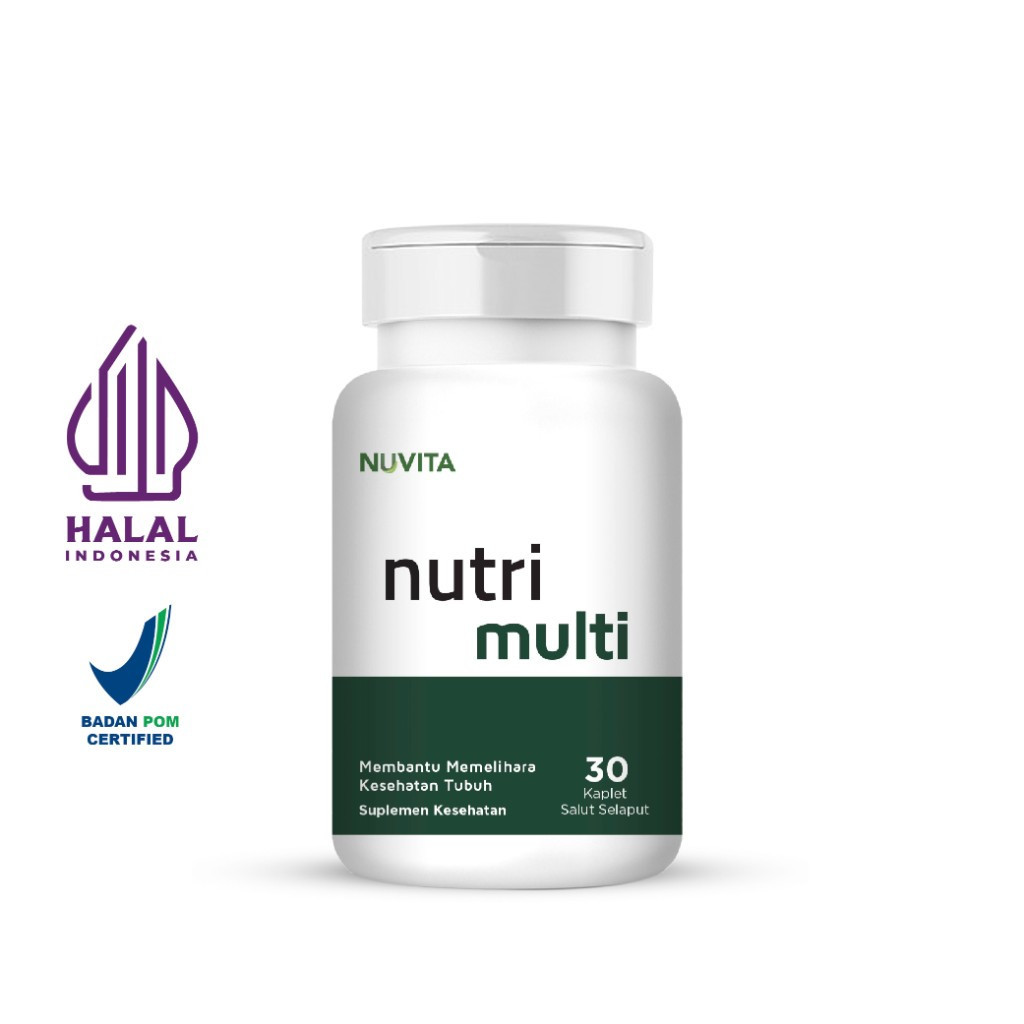 HALAL
INDONESIA
BADAN POM
CERTIFIED
NUVITA
nutri
multi
Membantu Memelihara
Kesehatan Tubuh
Suplemen Kesehatan
30
Kaplet
Salut Selaput